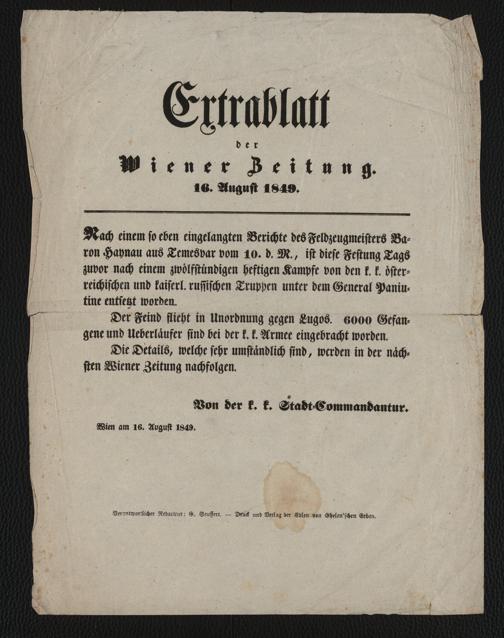 Extrablatt
der
Wiener Zeitung.
16. August 1849.
Nach einem so eben eingelangten Berichte des Feldzeugmeisters Ba-
ron Haynau aus Temesvar vom 10. d. M., ist diese Festung Tags
zuvor nach einem zwölfstündigen heftigen Kampfe von den k. k. öster-
reichischen und kaiserl. russischen Truppen unter dem General Paniu-
tine entsetzt worden.
Der Feind flieht in Unordnung gegen Lugos. 6000 Gefan-
gene und Ueberläufer sind bei der k. k. Armee eingebracht worden.
Die Details, welche sehr umständlich sind, werden in der näch-
sten Wiener Zeitung nachfolgen.
Von der k. k. Stadt-Commandantur.
Wien am 16. August 1849.
Verantwortlicher Redacteur: G. Seuffert. — Druck und Verlag der Edlen von Ghelen'schen Erben.